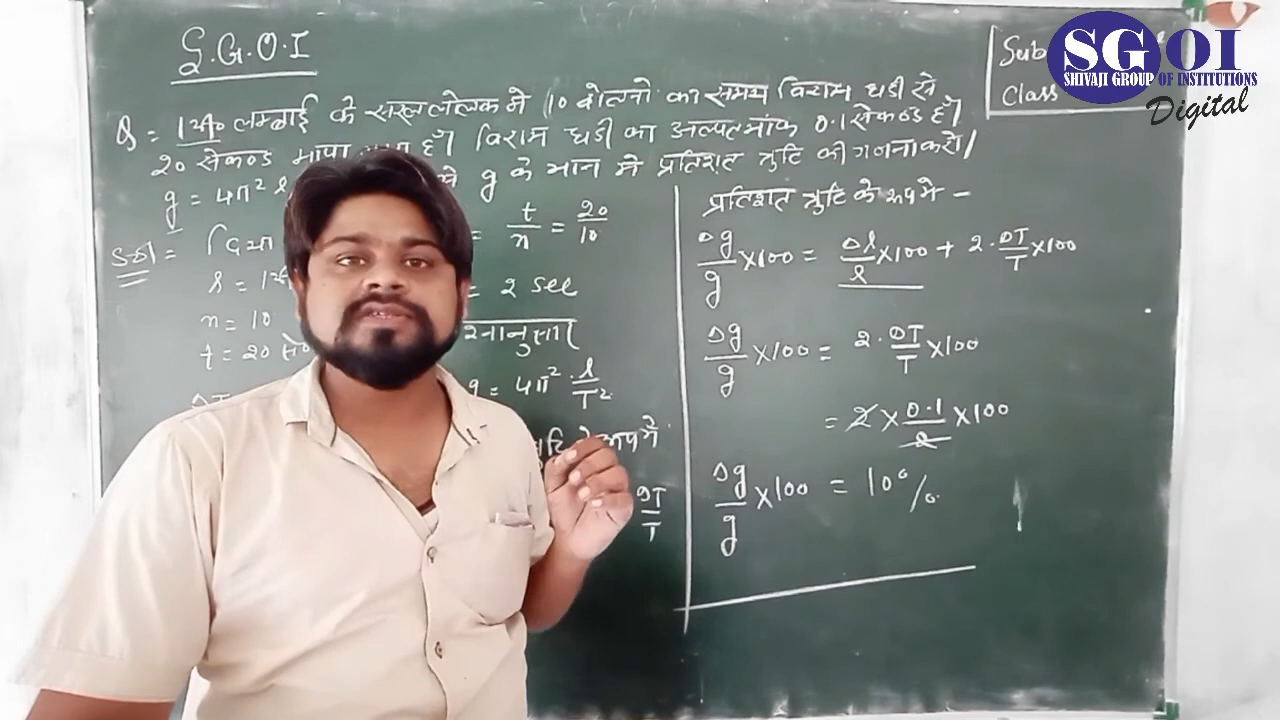 S.G.O.I
Sub
Class
SGOI
SHIVAJI GROUP OF INSTITUTIONS
Digital
Q = 1मी० लम्बाई के सरल लोलक मे 10 दोलनो का समय विराम घडी से
20 सेकण्ड मापा गया है। विराम घडी का अल्पतमांक 0.1 सेकण्ड है।
g = 4π² से g के मान मे प्रतिशत त्रुटि की गणना करो।
Sol = दिया = t/n = 20/10
l = 1मी = 2 sec
n = 10 श्नानुसार
t = 20 से g = 4π² . l/T²
ΔT रूप मे
ΔT/T
प्रतिशत त्रुटि के रूप मे –
Δg/g × 100 = Δl/l × 100 + 2 . ΔT/T × 100
Δg/g × 100 = 2 . ΔT/T × 100
= 2 × 0.1/2 × 100
Δg/g × 100 = 10%